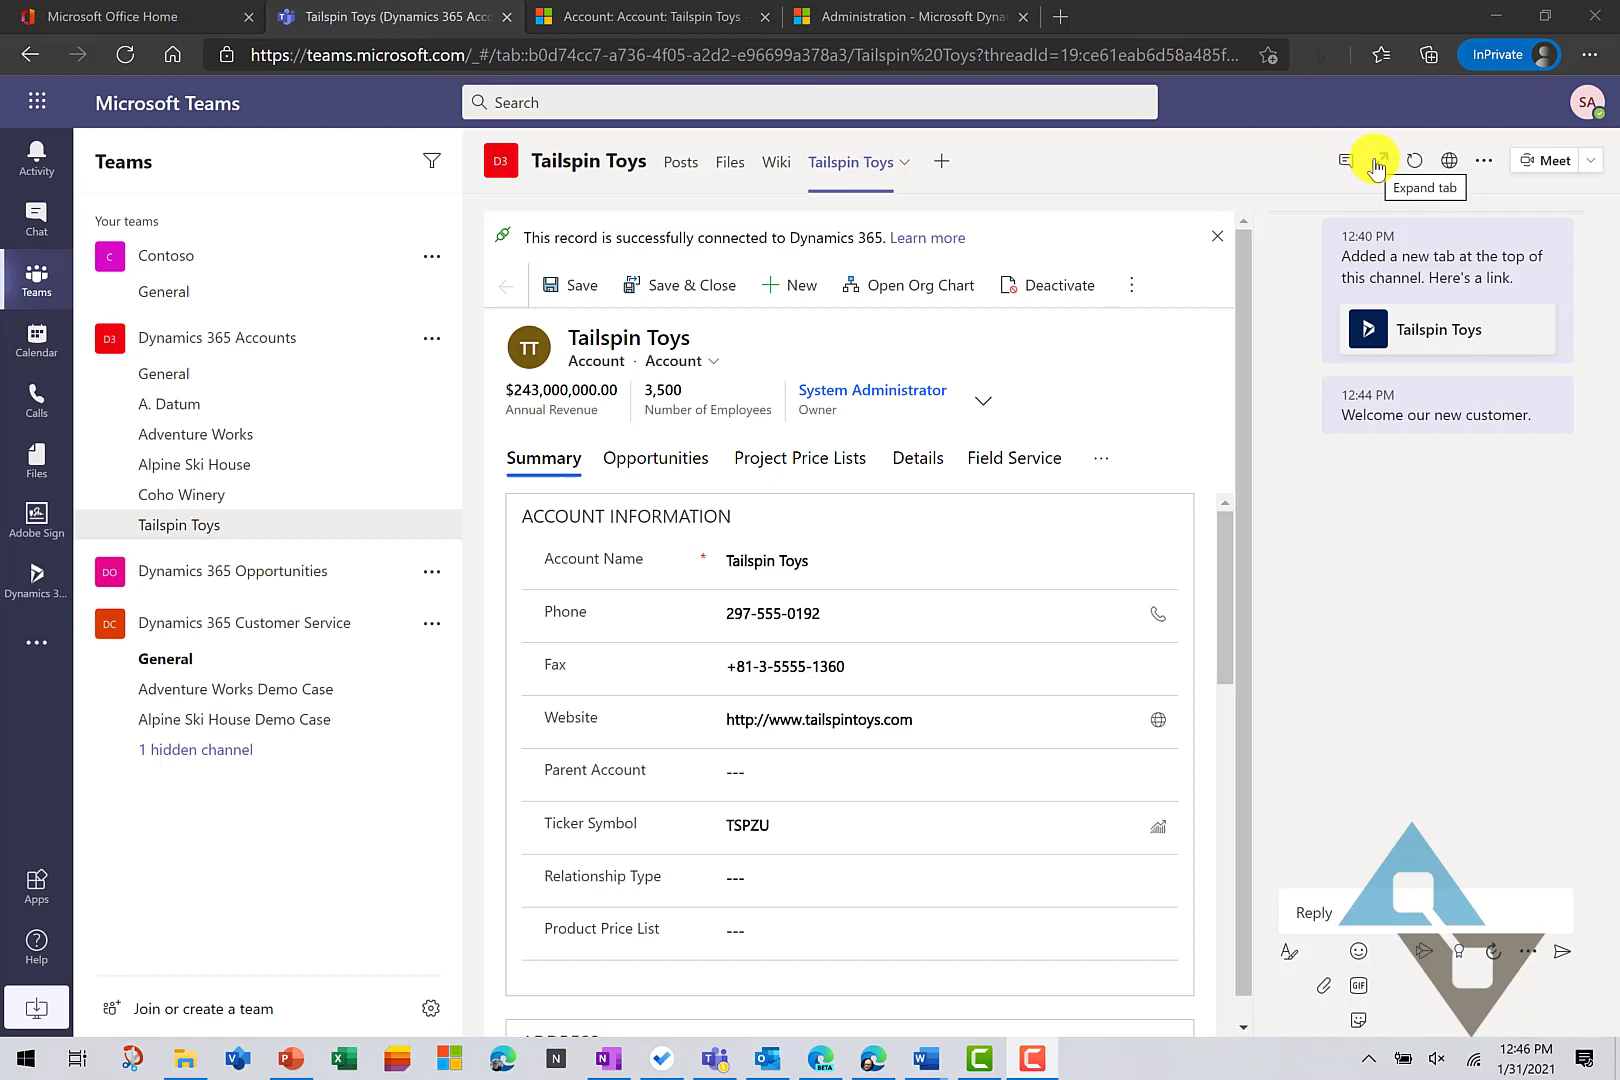 Microsoft Office Home
Tailspin Toys (Dynamics 365 Acc
Account: Account: Tailspin Toys -
Administration - Microsoft Dyna
https://teams.microsoft.com/_#/tab::b0d74cc7-a736-4f05-a2d2-e96699a378a3/Tailspin%20Toys?threadId=19:ce61eab6d58a485f...
InPrivate
Microsoft Teams
Search
SA
Activity
Chat
Teams
Calendar
Calls
Files
Adobe Sign
Dynamics 3...
Apps
Help
Teams
Your teams
C
Contoso
General
D3
Dynamics 365 Accounts
General
A. Datum
Adventure Works
Alpine Ski House
Coho Winery
Tailspin Toys
DO
Dynamics 365 Opportunities
DC
Dynamics 365 Customer Service
General
Adventure Works Demo Case
Alpine Ski House Demo Case
1 hidden channel
Join or create a team
D3
Tailspin Toys
Posts
Files
Wiki
Tailspin Toys
Meet
Expand tab
This record is successfully connected to Dynamics 365. Learn more
Save
Save & Close
New
Open Org Chart
Deactivate
TT
Tailspin Toys
Account · Account
$243,000,000.00
Annual Revenue
3,500
Number of Employees
System Administrator
Owner
Summary
Opportunities
Project Price Lists
Details
Field Service
ACCOUNT INFORMATION
Account Name * Tailspin Toys
Phone 297-555-0192
Fax +81-3-5555-1360
Website http://www.tailspintoys.com
Parent Account ---
Ticker Symbol TSPZU
Relationship Type ---
Product Price List ---
ADDRESS
12:40 PM
Added a new tab at the top of
this channel. Here's a link.
Tailspin Toys
12:44 PM
Welcome our new customer.
Reply
GIF
BETA
N
12:46 PM
1/31/2021